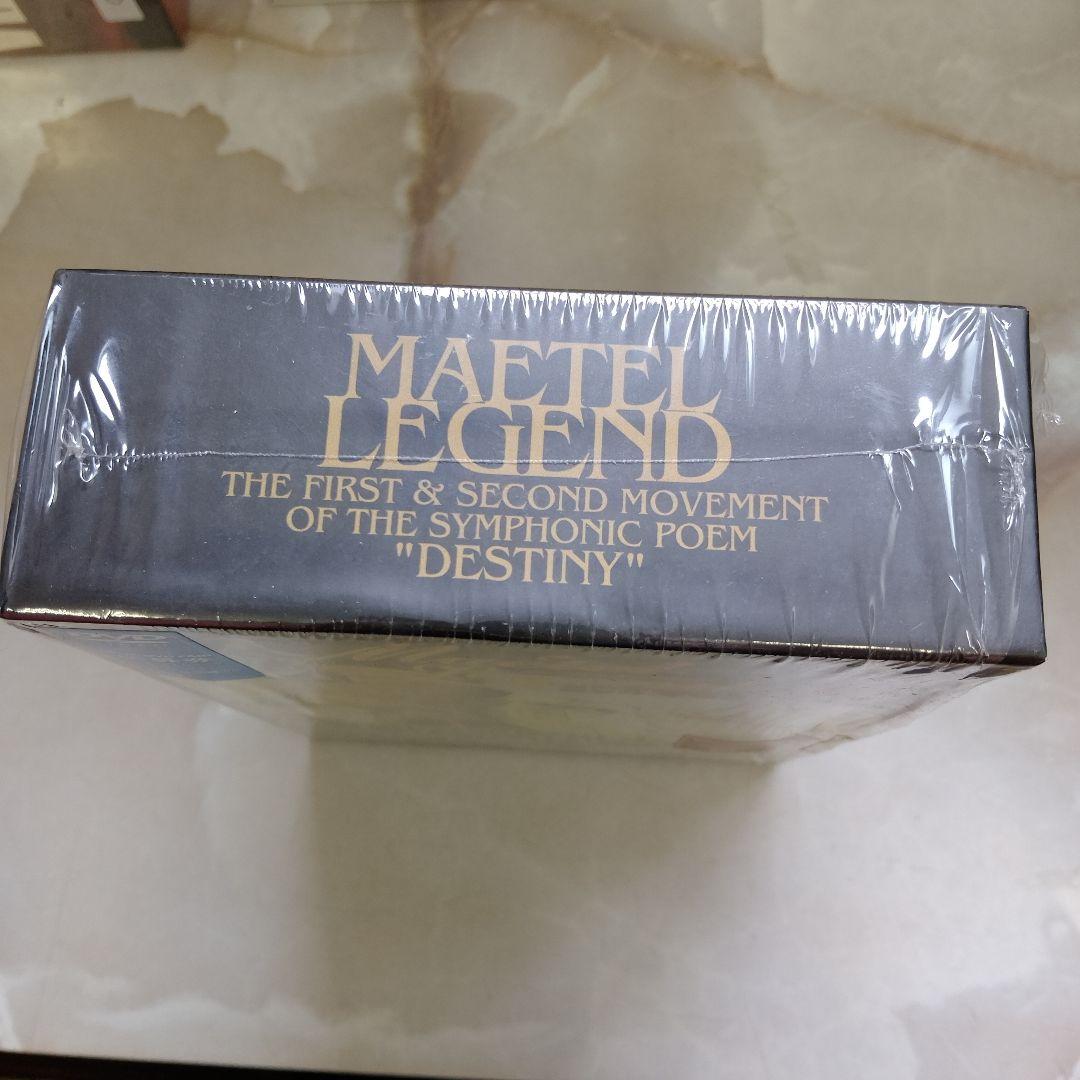 MAETEL
LEGEND
THE FIRST & SECOND MOVEMENT
OF THE SYMPHONIC POEM
"DESTINY"